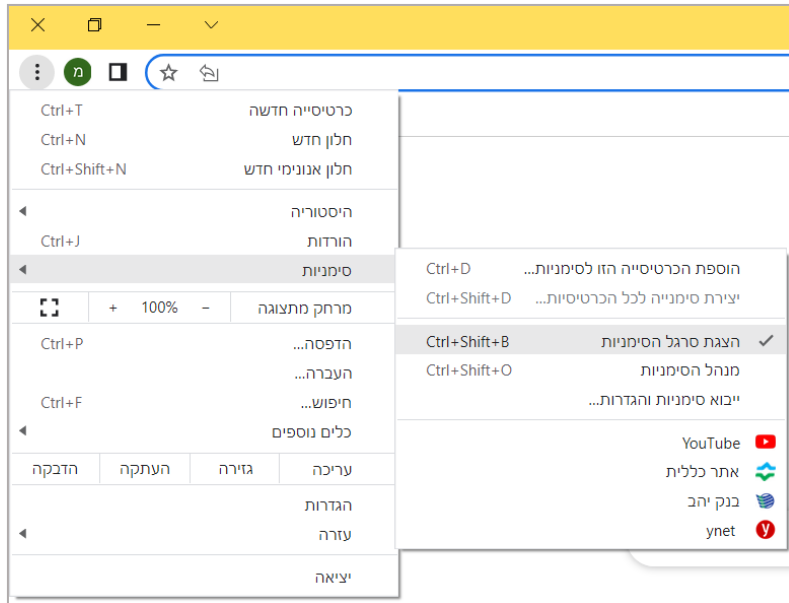 מ
כרטיסייה חדשה Ctrl+T
חלון חדש Ctrl+N
חלון אנונימי חדש Ctrl+Shift+N
היסטוריה
הורדות Ctrl+J
סימניות
מרחק מתצוגה - 100% +
הדפסה... Ctrl+P
העברה...
חיפוש... Ctrl+F
כלים נוספים
עריכה גזירה העתקה הדבקה
הגדרות
עזרה
יציאה
הוספת הכרטיסייה הזו לסימניות... Ctrl+D
יצירת סימנייה לכל הכרטיסיות... Ctrl+Shift+D
הצגת סרגל הסימניות Ctrl+Shift+B
מנהל הסימניות Ctrl+Shift+O
ייבוא סימניות והגדרות...
YouTube
אתר כללית
בנק יהב
ynet